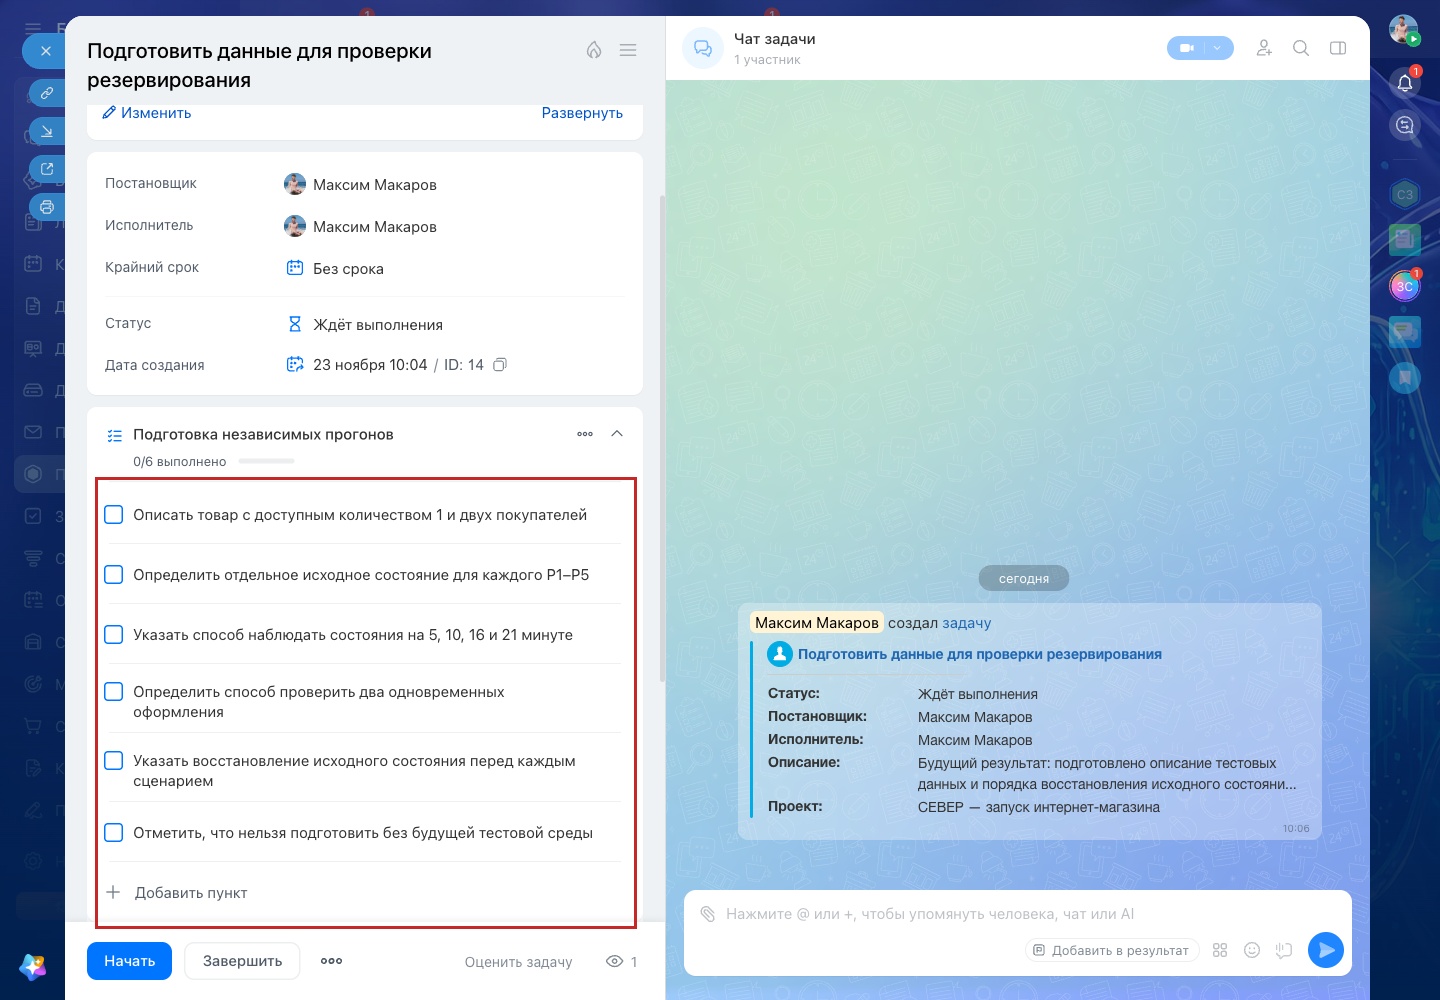 Подготовить данные для проверки
резервирования
Изменить
Развернуть
Постановщик
Максим Макаров
Исполнитель
Максим Макаров
Крайний срок
Без срока
Статус
Ждёт выполнения
Дата создания
23 ноября 10:04 / ID: 14
Подготовка независимых прогонов
0/6 выполнено
Описать товар с доступным количеством 1 и двух покупателей
Определить отдельное исходное состояние для каждого P1–P5
Указать способ наблюдать состояния на 5, 10, 16 и 21 минуте
Определить способ проверить два одновременных
оформления
Указать восстановление исходного состояния перед каждым
сценарием
Отметить, что нельзя подготовить без будущей тестовой среды
Добавить пункт
Начать
Завершить
Оценить задачу
1
Чат задачи
1 участник
сегодня
Максим Макаров создал задачу
Подготовить данные для проверки резервирования
Статус: Ждёт выполнения
Постановщик: Максим Макаров
Исполнитель: Максим Макаров
Описание: Будущий результат: подготовлено описание тестовых
данных и порядка восстановления исходного состояни...
Проект: СЕВЕР — запуск интернет-магазина
10:06
Нажмите @ или +, чтобы упомянуть человека, чат или AI
Добавить в результат
1
СЗ
ЗС
1